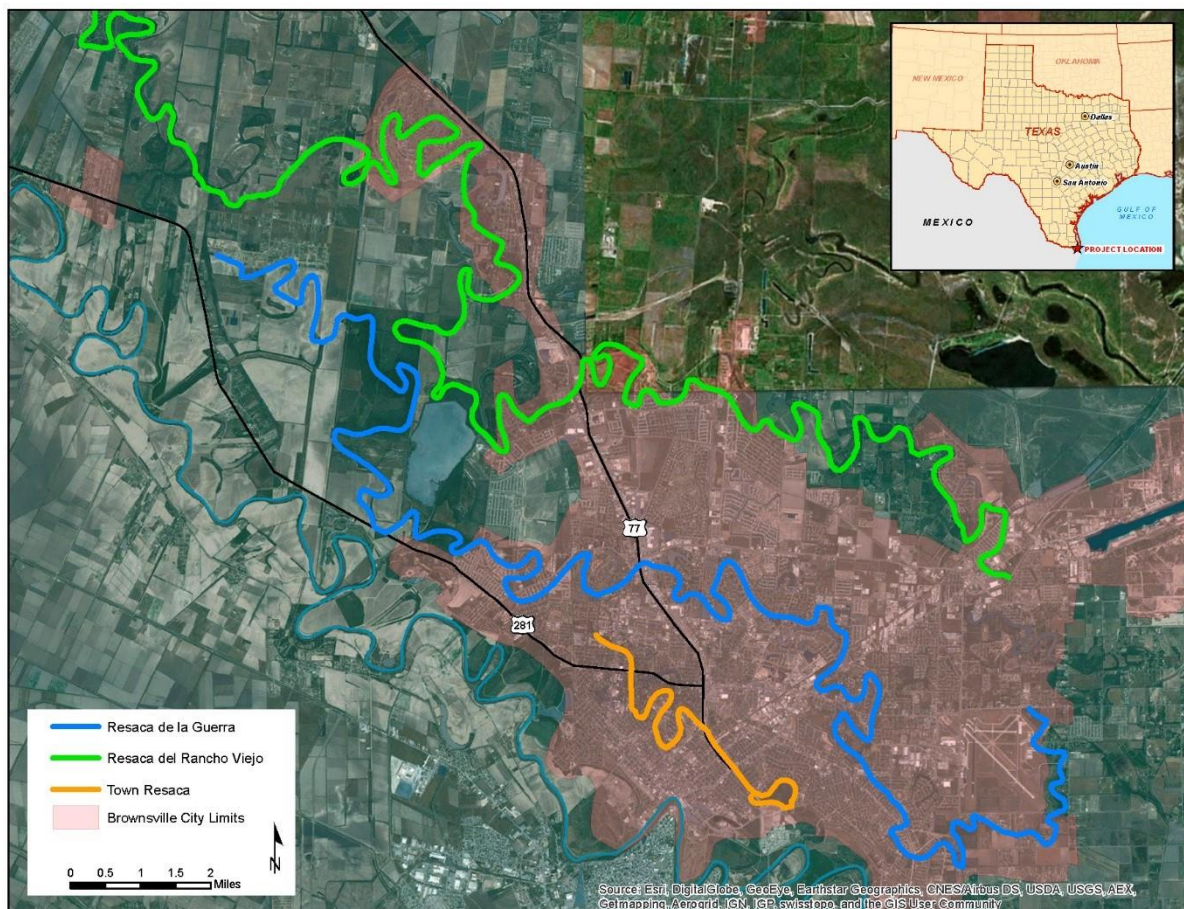 NEW MEXICO
OKLAHOMA
Dallas
TEXAS
Austin
San Antonio
MEXICO
GULF OF
MEXICO
PROJECT LOCATION
77
281
Resaca de la Guerra
Resaca del Rancho Viejo
Town Resaca
Brownsville City Limits
N
0 0.5 1 1.5 2
Miles
Source: Esri, DigitalGlobe, GeoEye, Earthstar Geographics, CNES/Airbus DS, USDA, USGS, AEX,
Getmapping, Aerogrid, IGN, IGP, swisstopo, and the GIS User Community